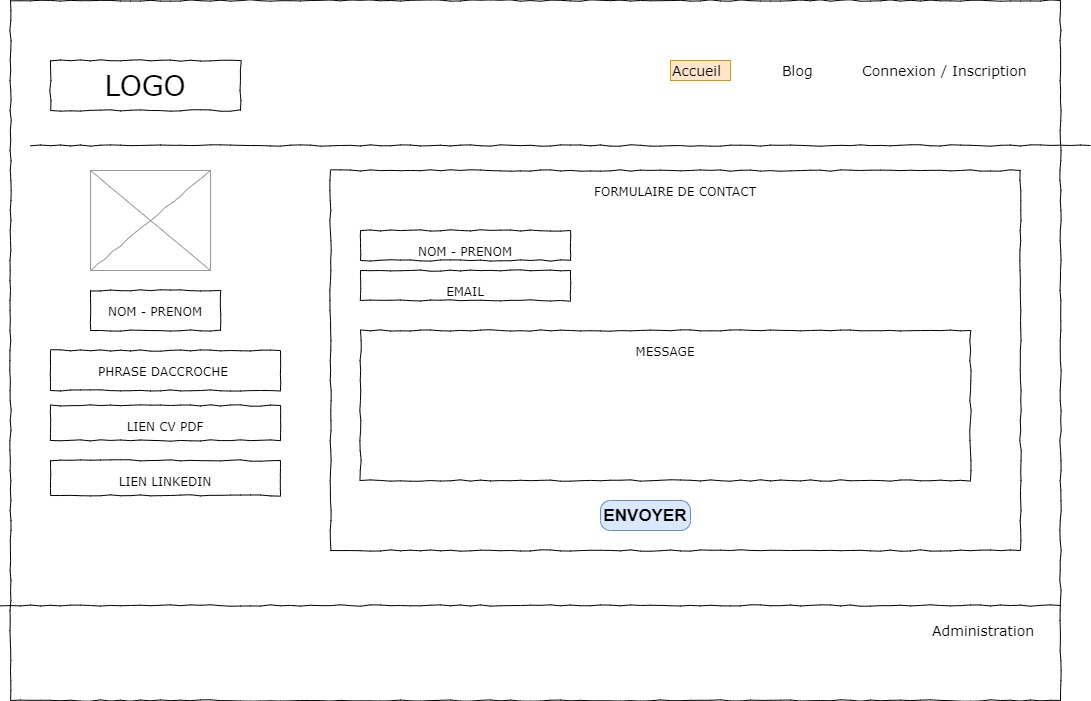 LOGO
Accueil
Blog
Connexion / Inscription
NOM - PRENOM
PHRASE DACCROCHE
LIEN CV PDF
LIEN LINKEDIN
FORMULAIRE DE CONTACT
NOM - PRENOM
EMAIL
MESSAGE
ENVOYER
Administration